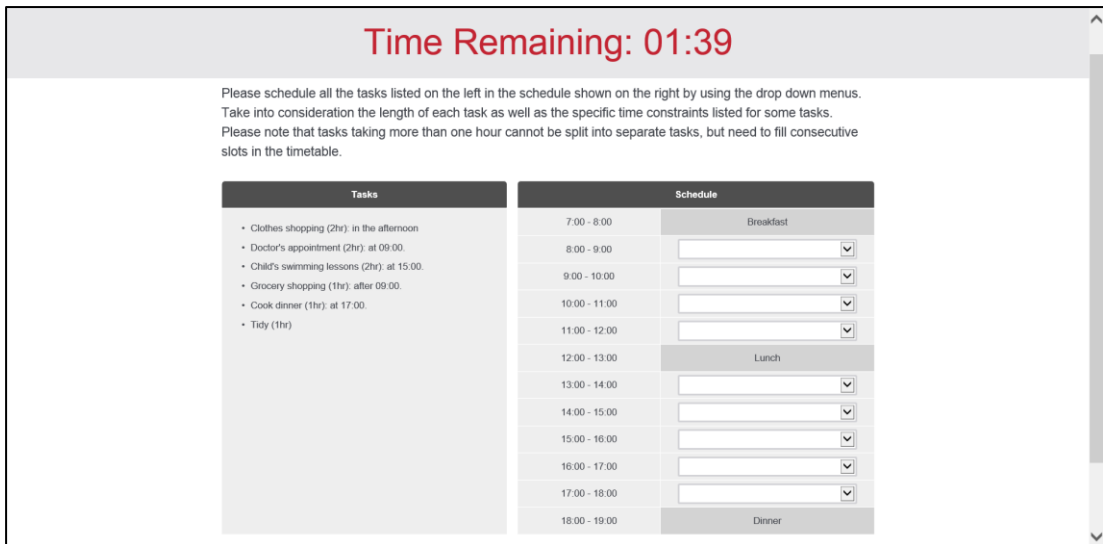 Time Remaining: 01:39
Please schedule all the tasks listed on the left in the schedule shown on the right by using the drop down menus.
Take into consideration the length of each task as well as the specific time constraints listed for some tasks.
Please note that tasks taking more than one hour cannot be split into separate tasks, but need to fill consecutive
slots in the timetable.
Tasks
• Clothes shopping (2hr): in the afternoon
• Doctor's appointment (2hr): at 09:00.
• Child's swimming lessons (2hr): at 15:00.
• Grocery shopping (1hr): after 09:00.
• Cook dinner (1hr): at 17:00.
• Tidy (1hr)
Schedule
7:00 - 8:00 Breakfast
8:00 - 9:00
9:00 - 10:00
10:00 - 11:00
11:00 - 12:00
12:00 - 13:00 Lunch
13:00 - 14:00
14:00 - 15:00
15:00 - 16:00
16:00 - 17:00
17:00 - 18:00
18:00 - 19:00 Dinner